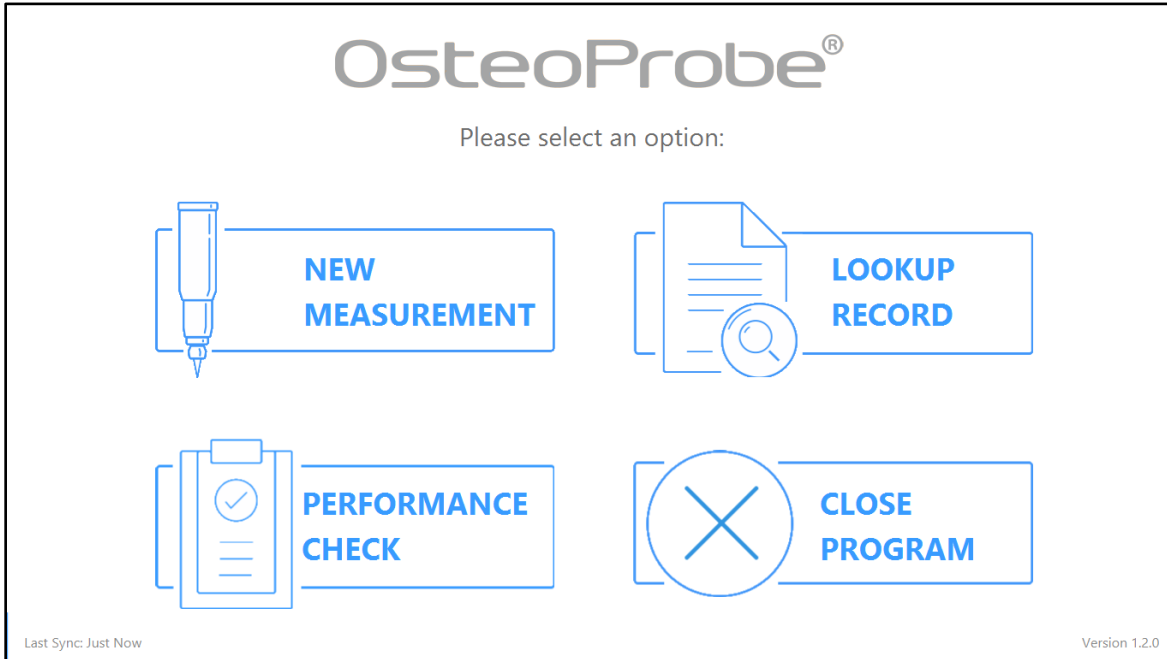 OsteoProbe®
Please select an option:
NEW
MEASUREMENT
LOOKUP
RECORD
PERFORMANCE
CHECK
CLOSE
PROGRAM
Last Sync: Just Now
Version 1.2.0